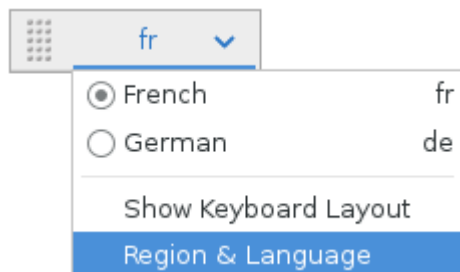 fr
French fr
German de
Show Keyboard Layout
Region & Language